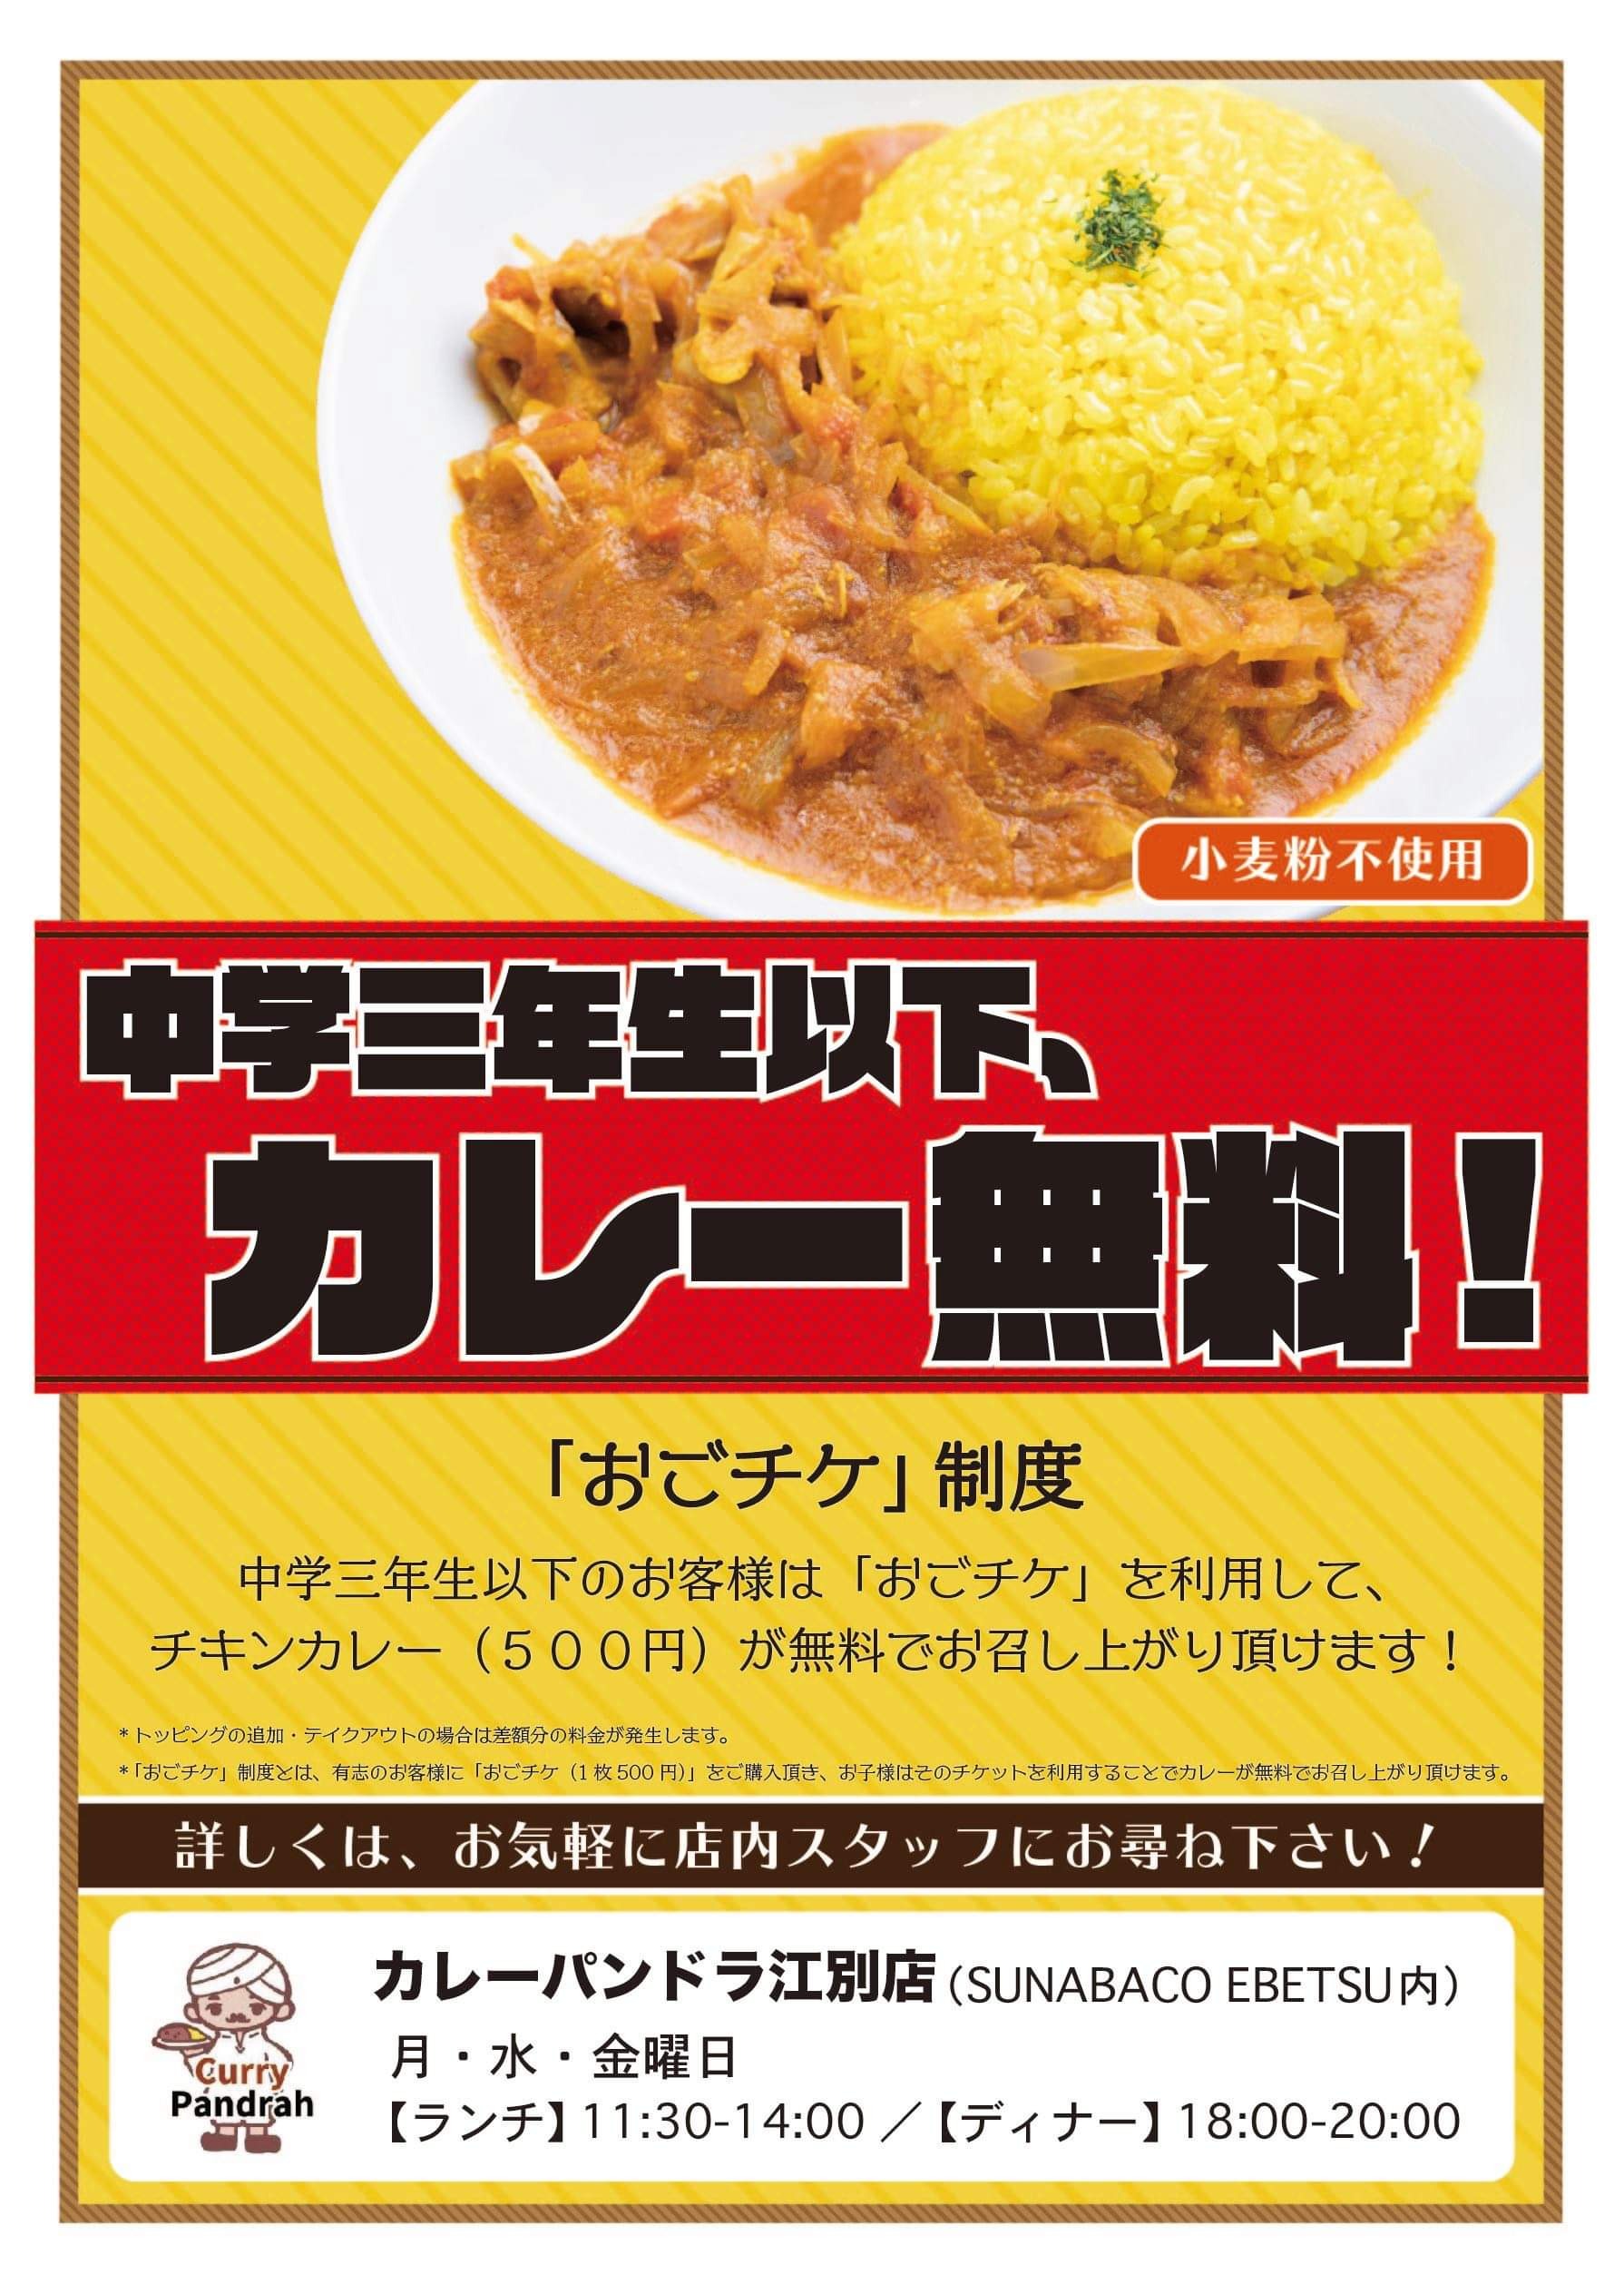 小麦粉不使用
中学三年生以下、
カレー無料！
「おごチケ」制度
中学三年生以下のお客様は「おごチケ」を利用して、
チキンカレー（５００円）が無料でお召し上がり頂けます！
*トッピングの追加・テイクアウトの場合は差額分の料金が発生します。
*「おごチケ」制度とは、有志のお客様に「おごチケ（1枚500円）」をご購入頂き、お子様はそのチケットを利用することでカレーが無料でお召し上がり頂けます。
詳しくは、お気軽に店内スタッフにお尋ね下さい！
カレーパンドラ江別店（SUNABACO EBETSU内）
月・水・金曜日
【ランチ】11:30-14:00 ／【ディナー】18:00-20:00
Curry
Pandrah